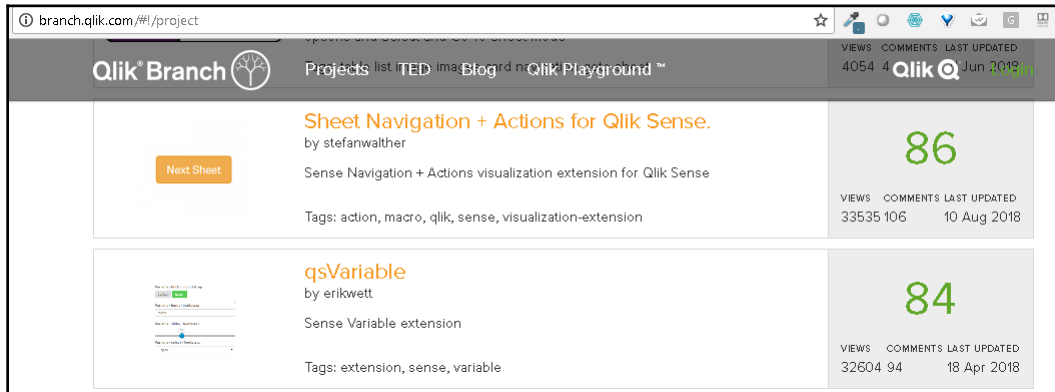 branch.qlik.com/#!/project
VIEWS COMMENTS LAST UPDATED
4054 4 Jun 2018
Qlik Branch
Projects TED Blog Qlik Playground ™
Qlik
Login
Sheet Navigation + Actions for Qlik Sense.
by stefanwalther
Next Sheet
Sense Navigation + Actions visualization extension for Qlik Sense
Tags: action, macro, qlik, sense, visualization-extension
86
VIEWS COMMENTS LAST UPDATED
33535 106 10 Aug 2018
qsVariable
by erikwett
Sense Variable extension
Tags: extension, sense, variable
84
VIEWS COMMENTS LAST UPDATED
32604 94 18 Apr 2018